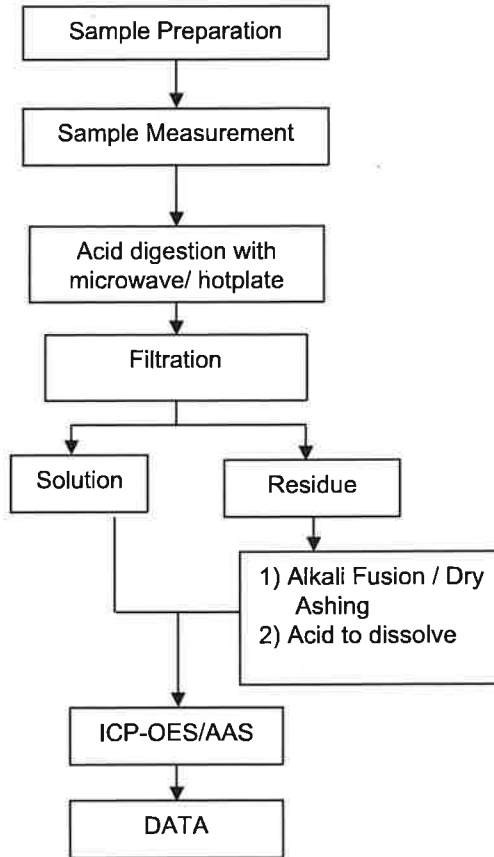 Sample Preparation
Sample Measurement
Acid digestion with
microwave/ hotplate
Filtration
Solution
Residue
1) Alkali Fusion / Dry
Ashing
2) Acid to dissolve
ICP-OES/AAS
DATA